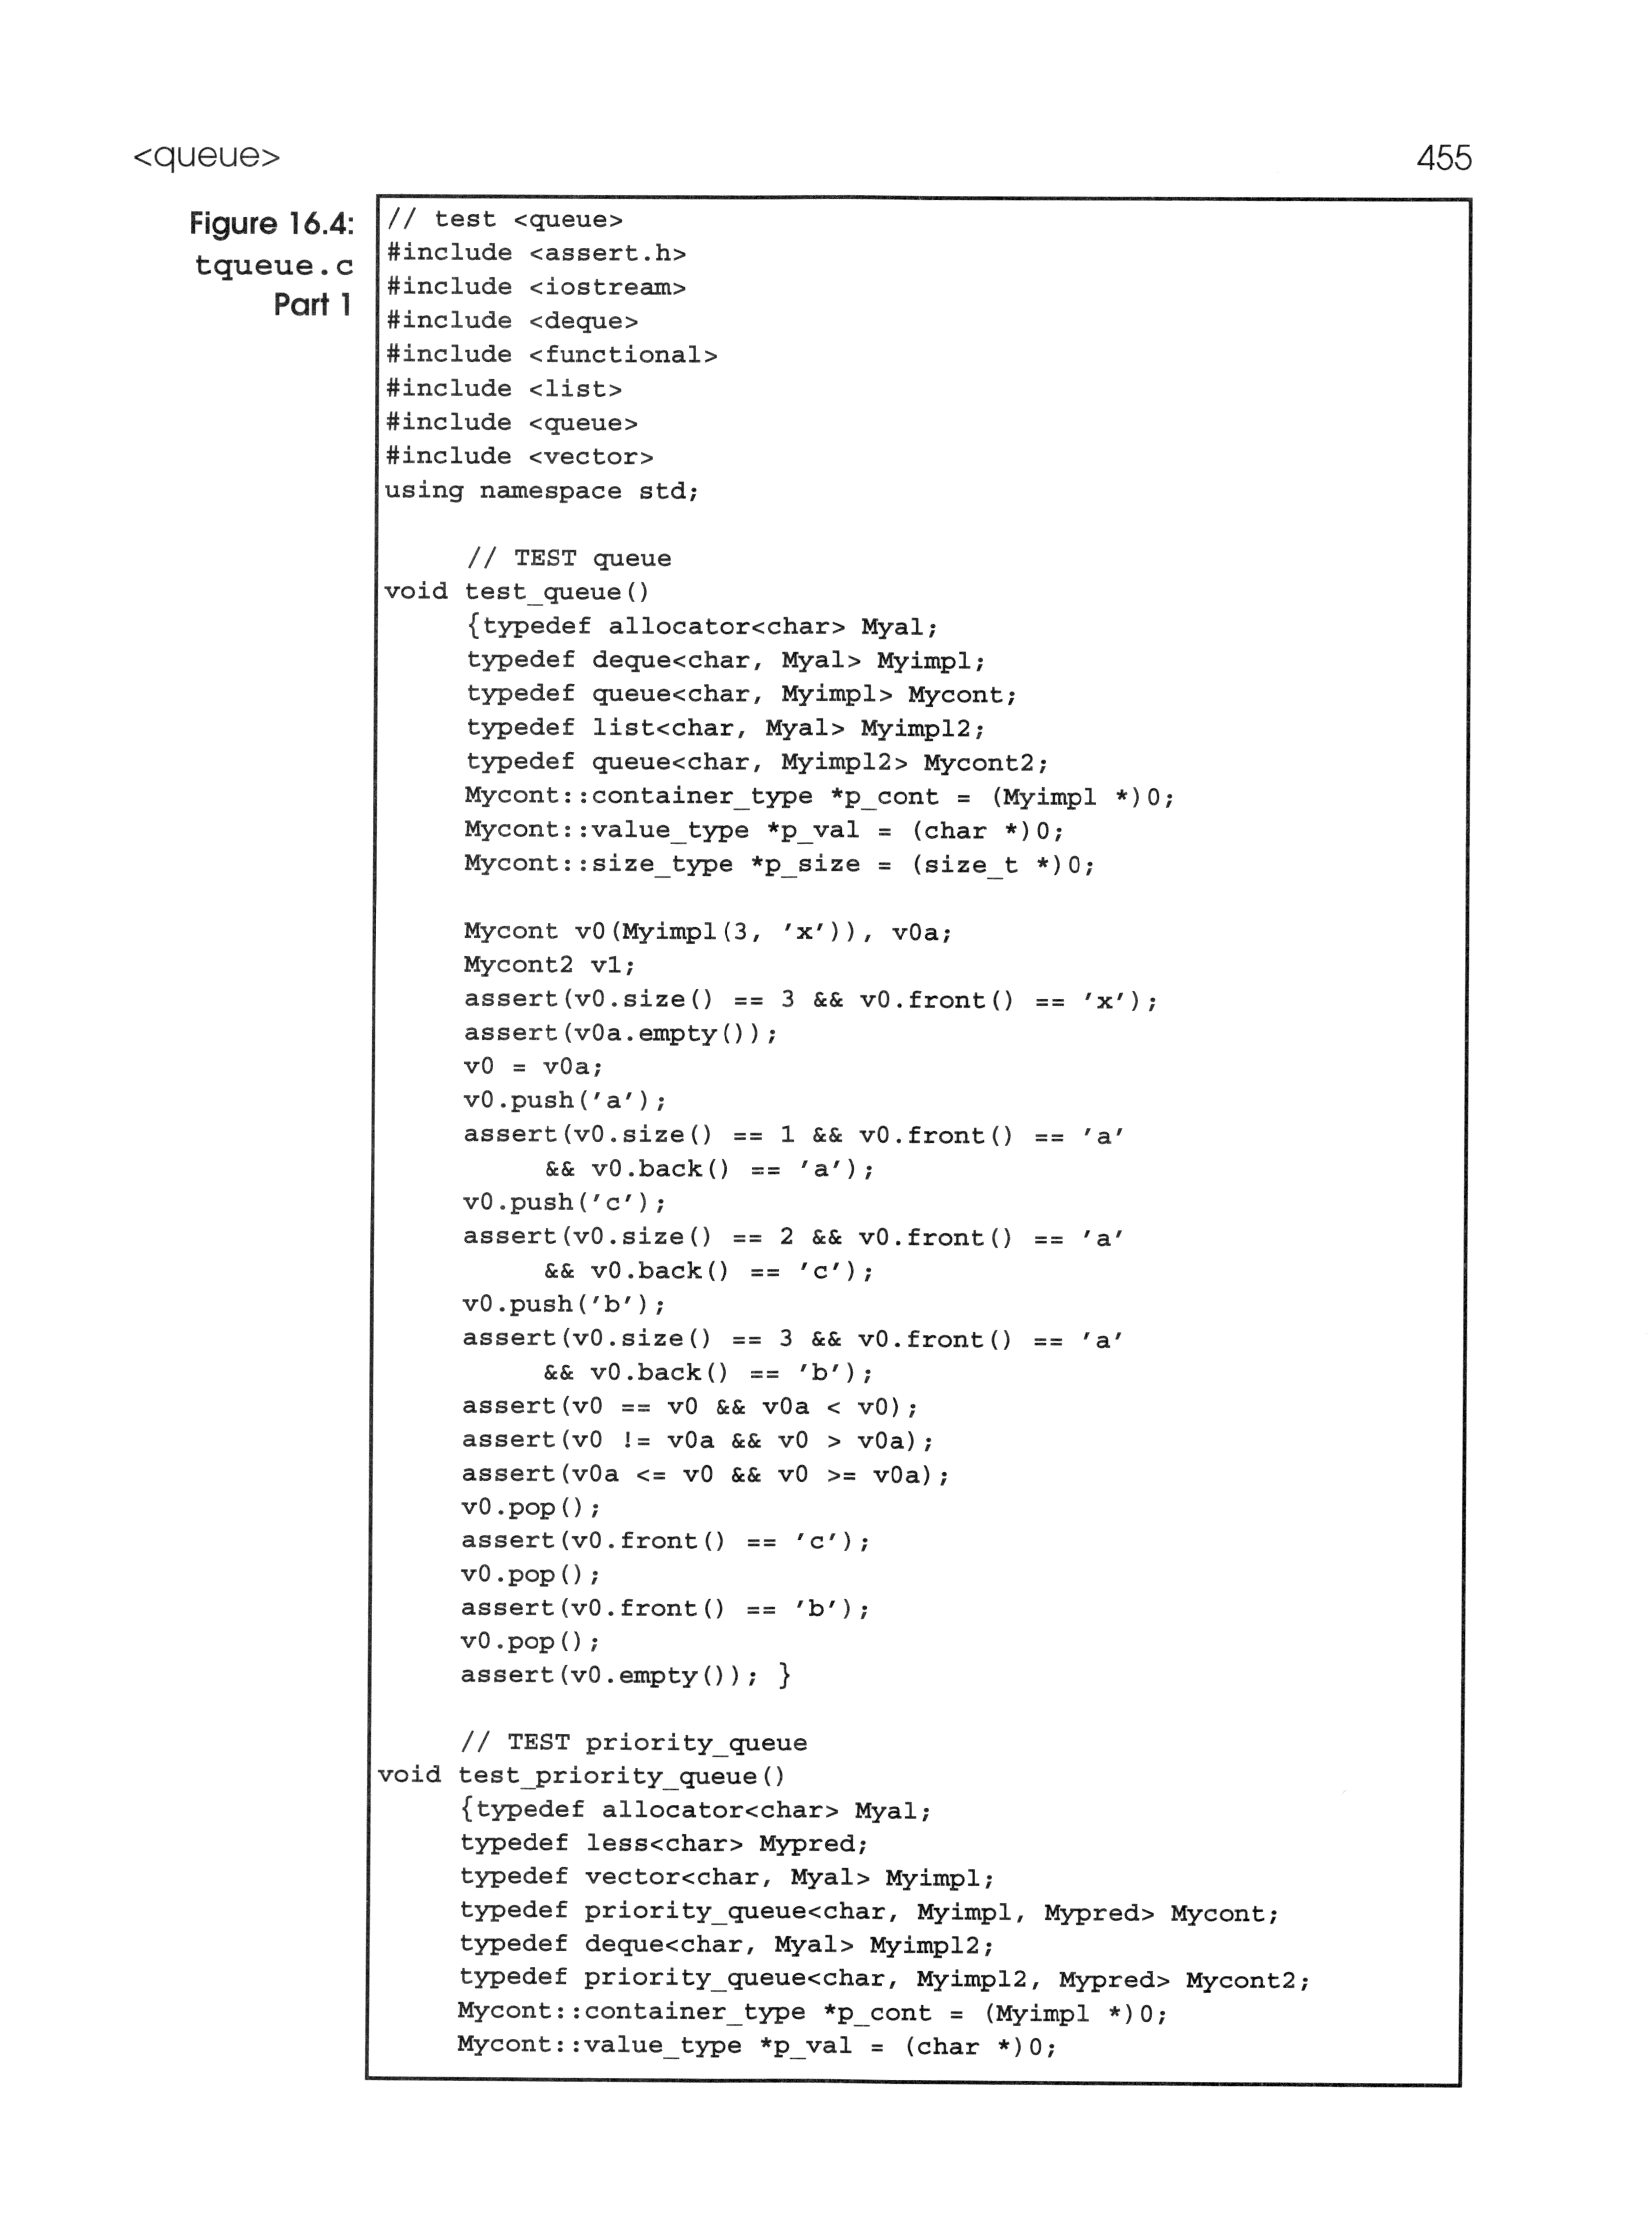 <queue>
455
Figure 16.4:
tqueue.c
Part 1
// test <queue>
#include <assert.h>
#include <iostream>
#include <deque>
#include <functional>
#include <list>
#include <queue>
#include <vector>
using namespace std;
// TEST queue
void test_queue()
{typedef allocator<char> Myal;
typedef deque<char, Myal> Myimpl;
typedef queue<char, Myimpl> Mycont;
typedef list<char, Myal> Myimpl2;
typedef queue<char, Myimpl2> Mycont2;
Mycont::container_type *p_cont = (Myimpl *)0;
Mycont::value_type *p_val = (char *)0;
Mycont::size_type *p_size = (size_t *)0;
Mycont v0(Myimpl(3, 'x')), v0a;
Mycont2 v1;
assert(v0.size() == 3 && v0.front() == 'x');
assert(v0a.empty());
v0 = v0a;
v0.push('a');
assert(v0.size() == 1 && v0.front() == 'a'
&& v0.back() == 'a');
v0.push('c');
assert(v0.size() == 2 && v0.front() == 'a'
&& v0.back() == 'c');
v0.push('b');
assert(v0.size() == 3 && v0.front() == 'a'
&& v0.back() == 'b');
assert(v0 == v0 && v0a < v0);
assert(v0 != v0a && v0 > v0a);
assert(v0a <= v0 && v0 >= v0a);
v0.pop();
assert(v0.front() == 'c');
v0.pop();
assert(v0.front() == 'b');
v0.pop();
assert(v0.empty()); }
// TEST priority_queue
void test_priority_queue()
{typedef allocator<char> Myal;
typedef less<char> Mypred;
typedef vector<char, Myal> Myimpl;
typedef priority_queue<char, Myimpl, Mypred> Mycont;
typedef deque<char, Myal> Myimpl2;
typedef priority_queue<char, Myimpl2, Mypred> Mycont2;
Mycont::container_type *p_cont = (Myimpl *)0;
Mycont::value_type *p_val = (char *)0;